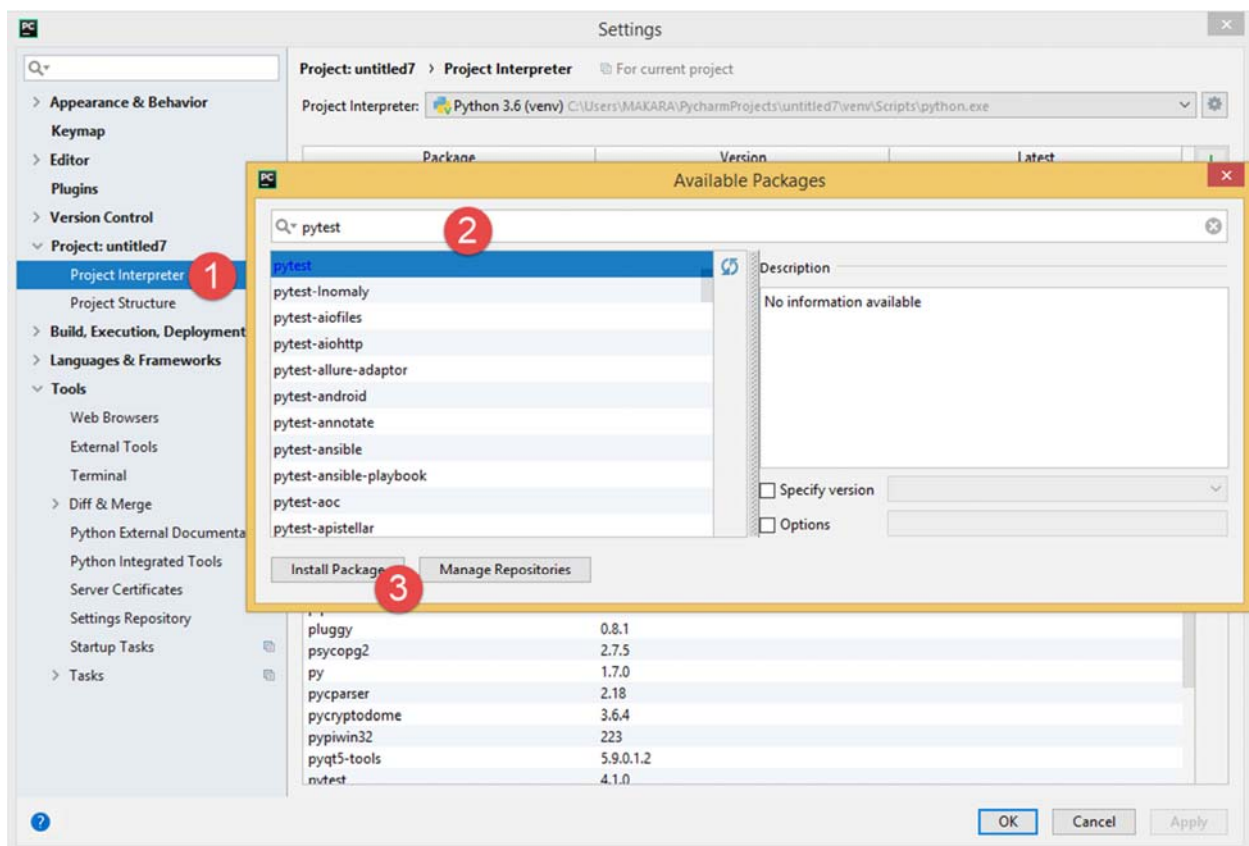 PC
Settings
Project: untitled7 > Project Interpreter For current project
Appearance & Behavior
Project Interpreter: Python 3.6 (venv) C:\Users\MAKARA\PycharmProjects\untitled7\venv\Scripts\python.exe
Keymap
Editor
Plugins
Version Control
Project: untitled7
Project Interpreter
1
Project Structure
Build, Execution, Deployment
Languages & Frameworks
Tools
Web Browsers
External Tools
Terminal
Diff & Merge
Python External Documenta
Python Integrated Tools
Server Certificates
Settings Repository
Startup Tasks
Tasks
Package Version Latest
PC
Available Packages
pytest
2
pytest
pytest-Inomaly
pytest-aiofiles
pytest-aiohttp
pytest-allure-adaptor
pytest-android
pytest-annotate
pytest-ansible
pytest-ansible-playbook
pytest-aoc
pytest-apistellar
Description
No information available
Specify version
Options
Install Package
3
Manage Repositories
pluggy 0.8.1
psycopg2 2.7.5
py 1.7.0
pycparser 2.18
pycryptodome 3.6.4
pypiwin32 223
pyqt5-tools 5.9.0.1.2
pytest 4.1.0
?
OK Cancel Apply